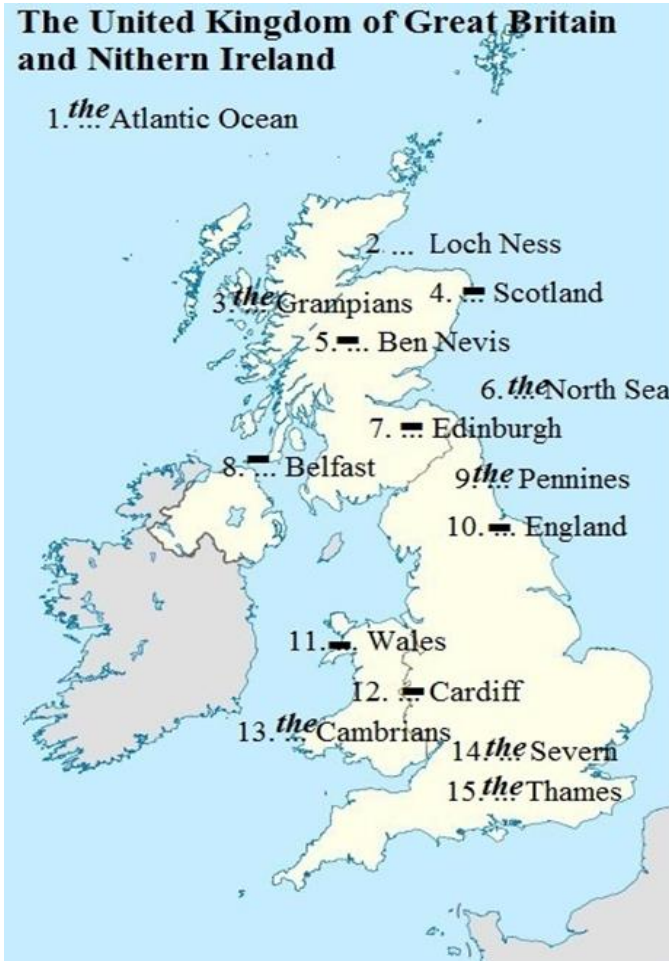 The United Kingdom of Great Britain
and Nithern Ireland
1. the ... Atlantic Ocean
2 ... Loch Ness
3. the ... Grampians
4. – ... Scotland
5. – ... Ben Nevis
6. the ... North Sea
7. – ... Edinburgh
8. – ... Belfast
9 the ... Pennines
10. – ... England
11. – ... Wales
12. – ... Cardiff
13. the ... Cambrians
14. the ... Severn
15. the ... Thames